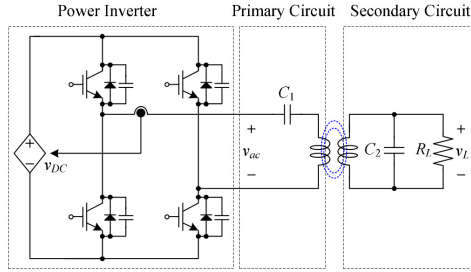 Power Inverter
Primary Circuit
Secondary Circuit
C1
+
vac
−
+
−
vDC
C2
RL
+
vL
−